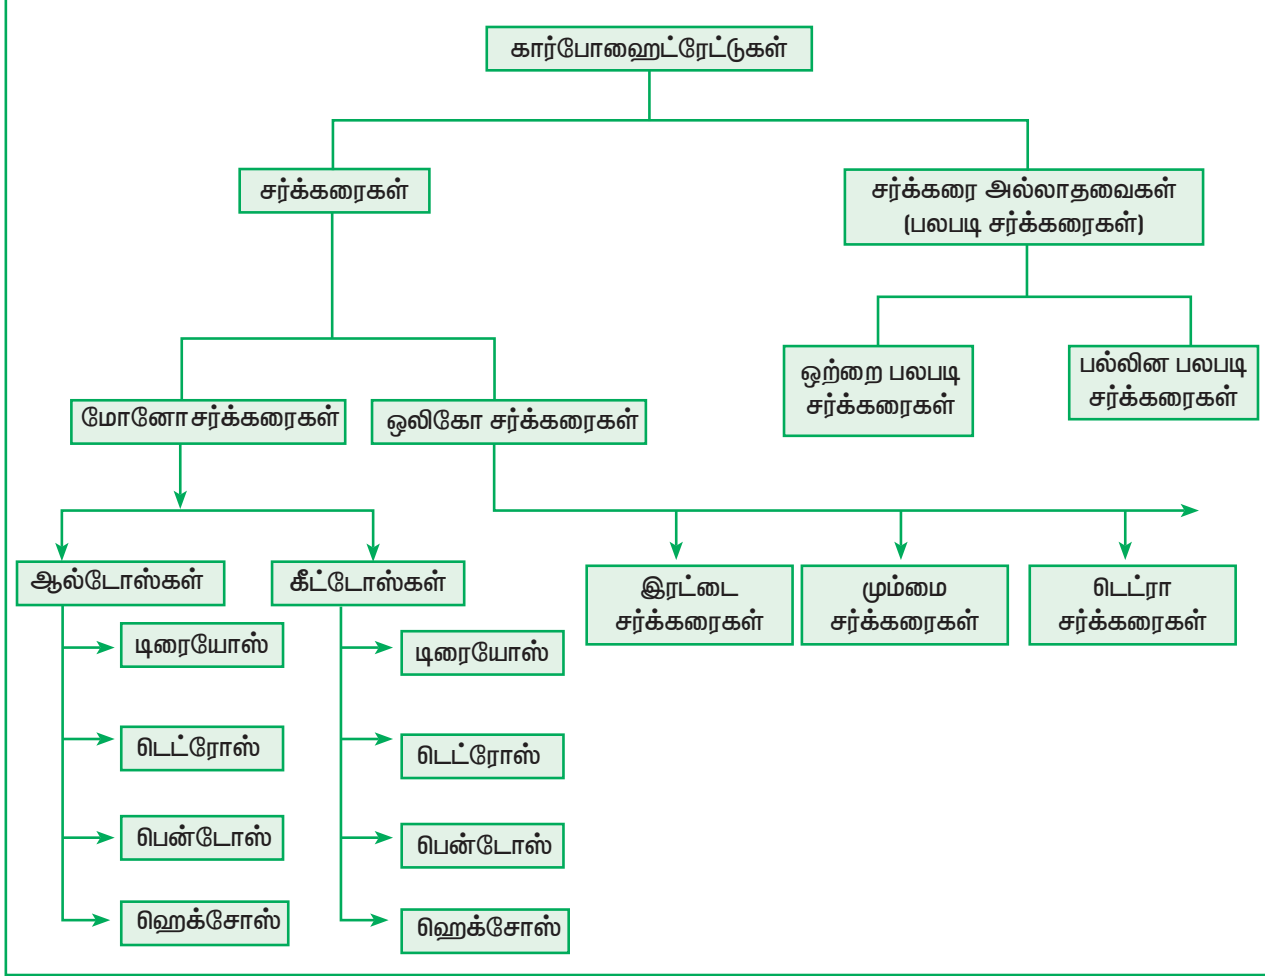 கார்போஹைட்ரேட்டுகள்
சர்க்கரைகள்
சர்க்கரை அல்லாதவைகள்
(பலபடி சர்க்கரைகள்)
ஒற்றை பலபடி
சர்க்கரைகள்
பல்லின பலபடி
சர்க்கரைகள்
மோனோ சர்க்கரைகள்
ஒலிகோ சர்க்கரைகள்
ஆல்டோஸ்கள்
கீட்டோஸ்கள்
இரட்டை
சர்க்கரைகள்
மும்மை
சர்க்கரைகள்
டெட்ரா
சர்க்கரைகள்
டிரையோஸ்
டெட்ரோஸ்
பென்டோஸ்
ஹெக்சோஸ்
டிரையோஸ்
டெட்ரோஸ்
பென்டோஸ்
ஹெக்சோஸ்